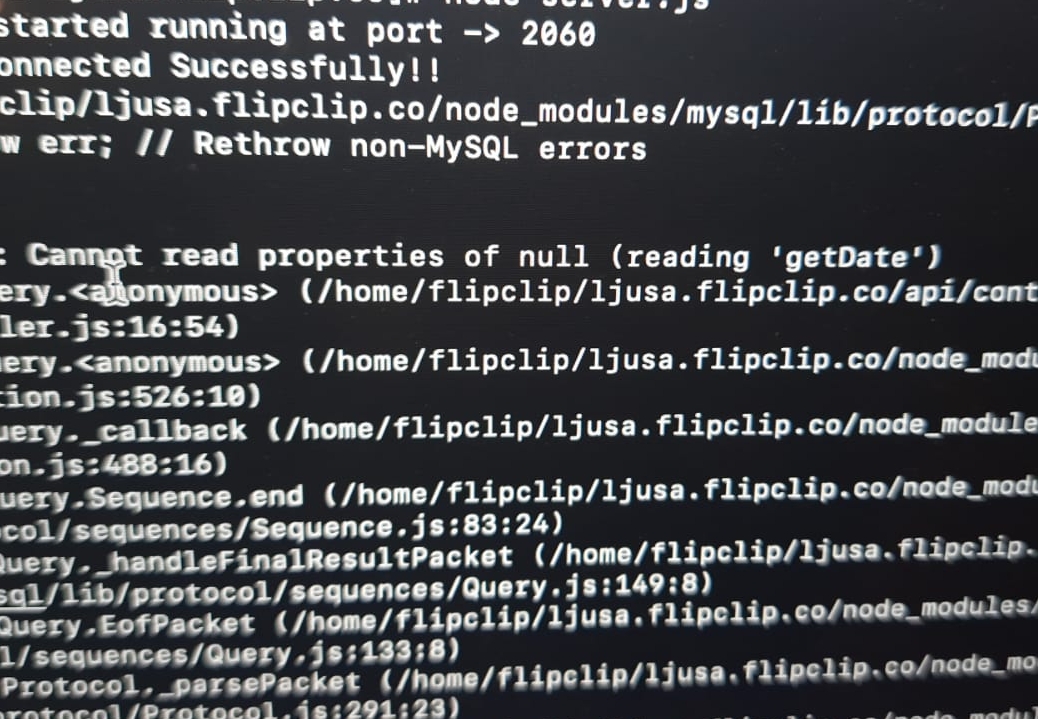 server.js
started running at port -> 2060
onnected Successfully!!
clip/ljusa.flipclip.co/node_modules/mysql/lib/protocol/P
w err; // Rethrow non-MySQL errors
: Cannot read properties of null (reading 'getDate')
ery.<anonymous> (/home/flipclip/ljusa.flipclip.co/api/cont
ler.js:16:54)
ery.<anonymous> (/home/flipclip/ljusa.flipclip.co/node_modu
tion.js:526:10)
uery._callback (/home/flipclip/ljusa.flipclip.co/node_module
on.js:488:16)
uery.Sequence.end (/home/flipclip/ljusa.flipclip.co/node_modu
ocol/sequences/Sequence.js:83:24)
Query._handleFinalResultPacket (/home/flipclip/ljusa.flipclip.
sql/lib/protocol/sequences/Query.js:149:8)
Query.EofPacket (/home/flipclip/ljusa.flipclip.co/node_modules/
l/sequences/Query.js:133:8)
Protocol._parsePacket (/home/flipclip/ljusa.flipclip.co/node_mo
protocol/Protocol.js:291:23)